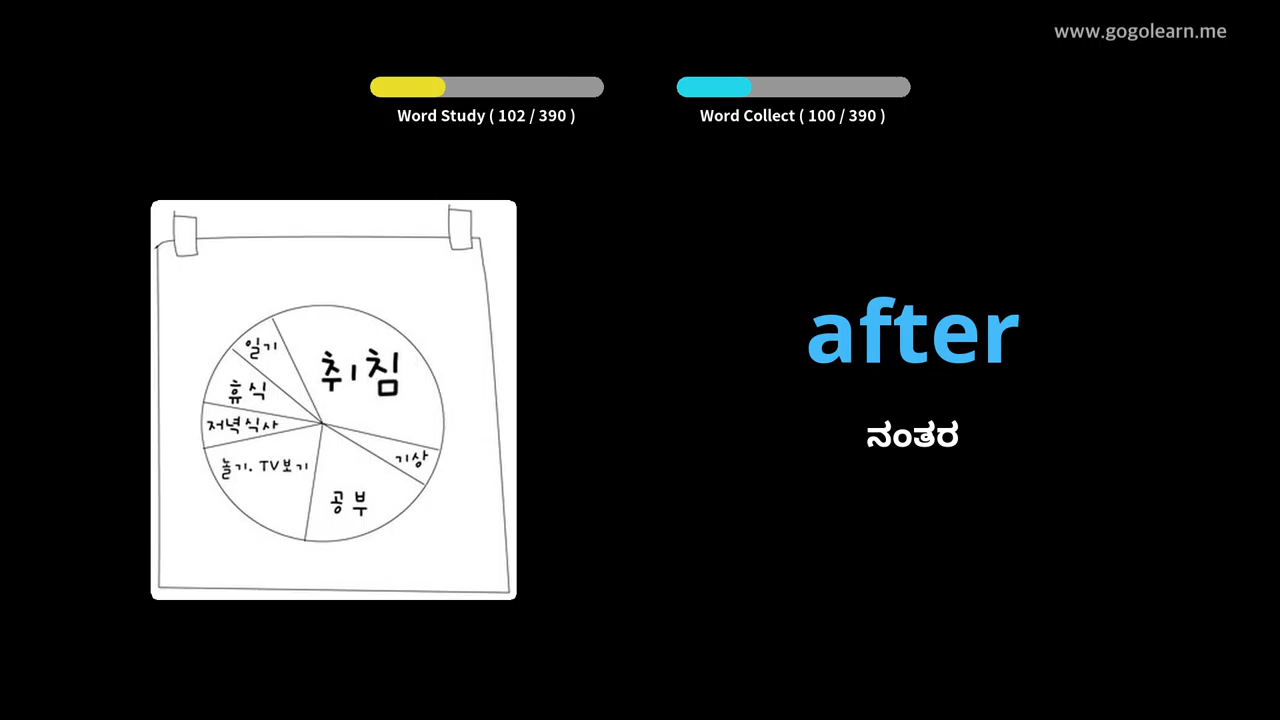 www.gogolearn.me
Word Study ( 102 / 390 )
Word Collect ( 100 / 390 )
일기
취침
휴식
저녁식사
놀기. TV보기
기상
공부
after
ನಂತರ